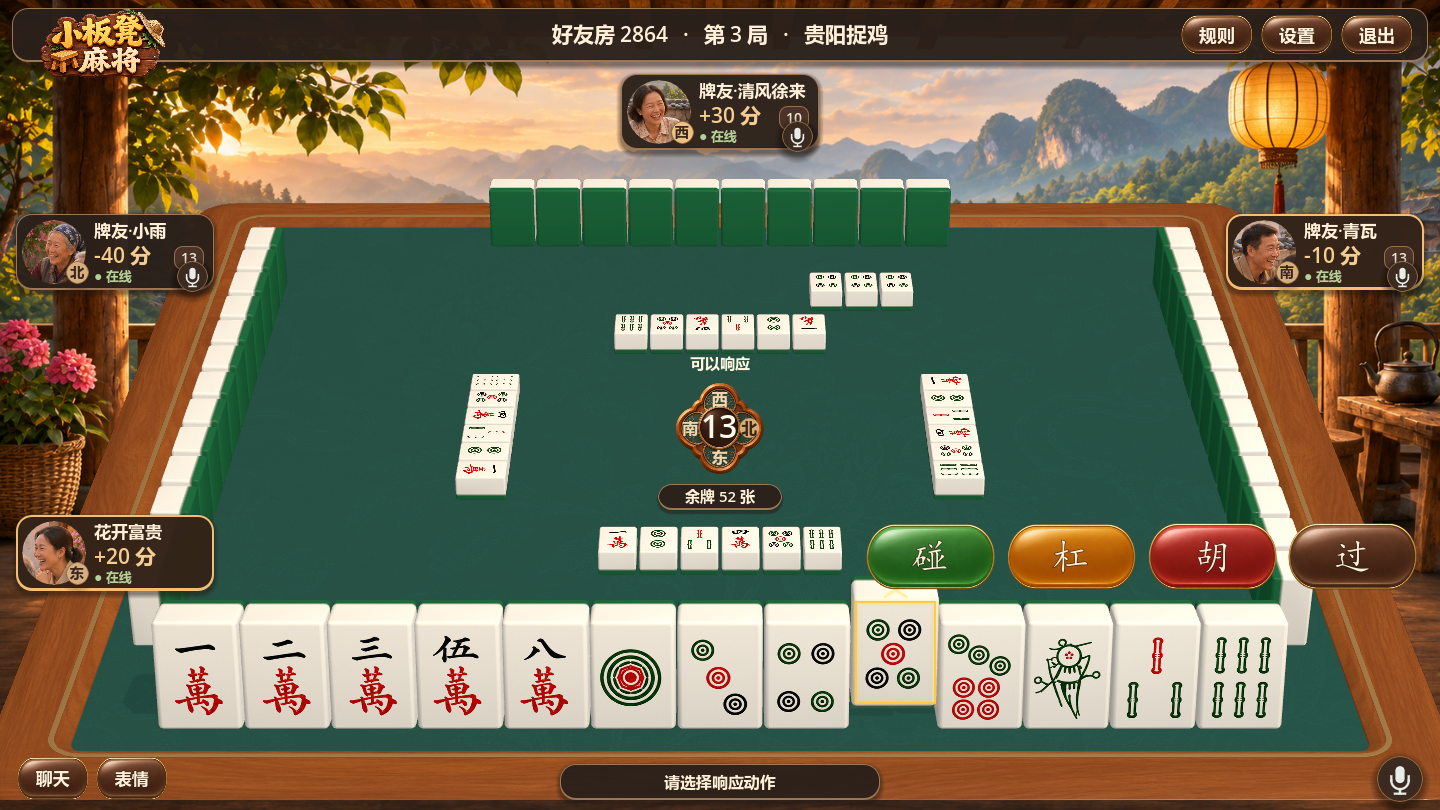 小板凳
麻将
好友房 2864 · 第 3 局 · 贵阳捉鸡
规则
设置
退出
牌友·清风徐来
+30 分
10
西
在线
牌友·小雨
-40 分
13
北
在线
牌友·青瓦
-10 分
13
南
在线
可以响应
西
南
13
北
东
余牌 52 张
花开富贵
+20 分
东
在线
碰
杠
胡
过
一萬
二萬
三萬
伍萬
八萬
聊天
表情
请选择响应动作